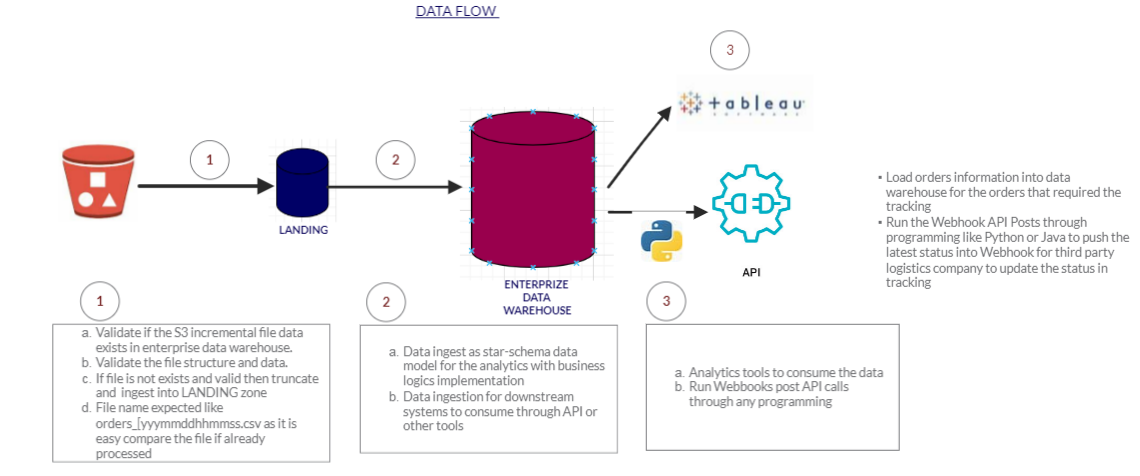 DATA FLOW
3
tableau
SOFTWARE
1
2
LANDING
API
ENTERPRIZE
DATA
WAREHOUSE
• Load orders information into data
warehouse for the orders that required the
tracking
• Run the Webhook API Posts through
programming like Python or Java to push the
latest status into Webhook for third party
logistics company to update the status in
tracking
1
a. Validate if the S3 incremental file data
exists in enterprise data warehouse.
b. Validate the file structure and data.
c. If file is not exists and valid then truncate
and ingest into LANDING zone
d. File name expected like
orders_[yyymmddhhmmss.csv as it is
easy compare the file if already
processed
2
a. Data ingest as star-schema data
model for the analytics with business
logics implementation
b. Data ingestion for downstream
systems to consume through API or
other tools
3
a. Analytics tools to consume the data
b. Run Webbooks post API calls
through any programming